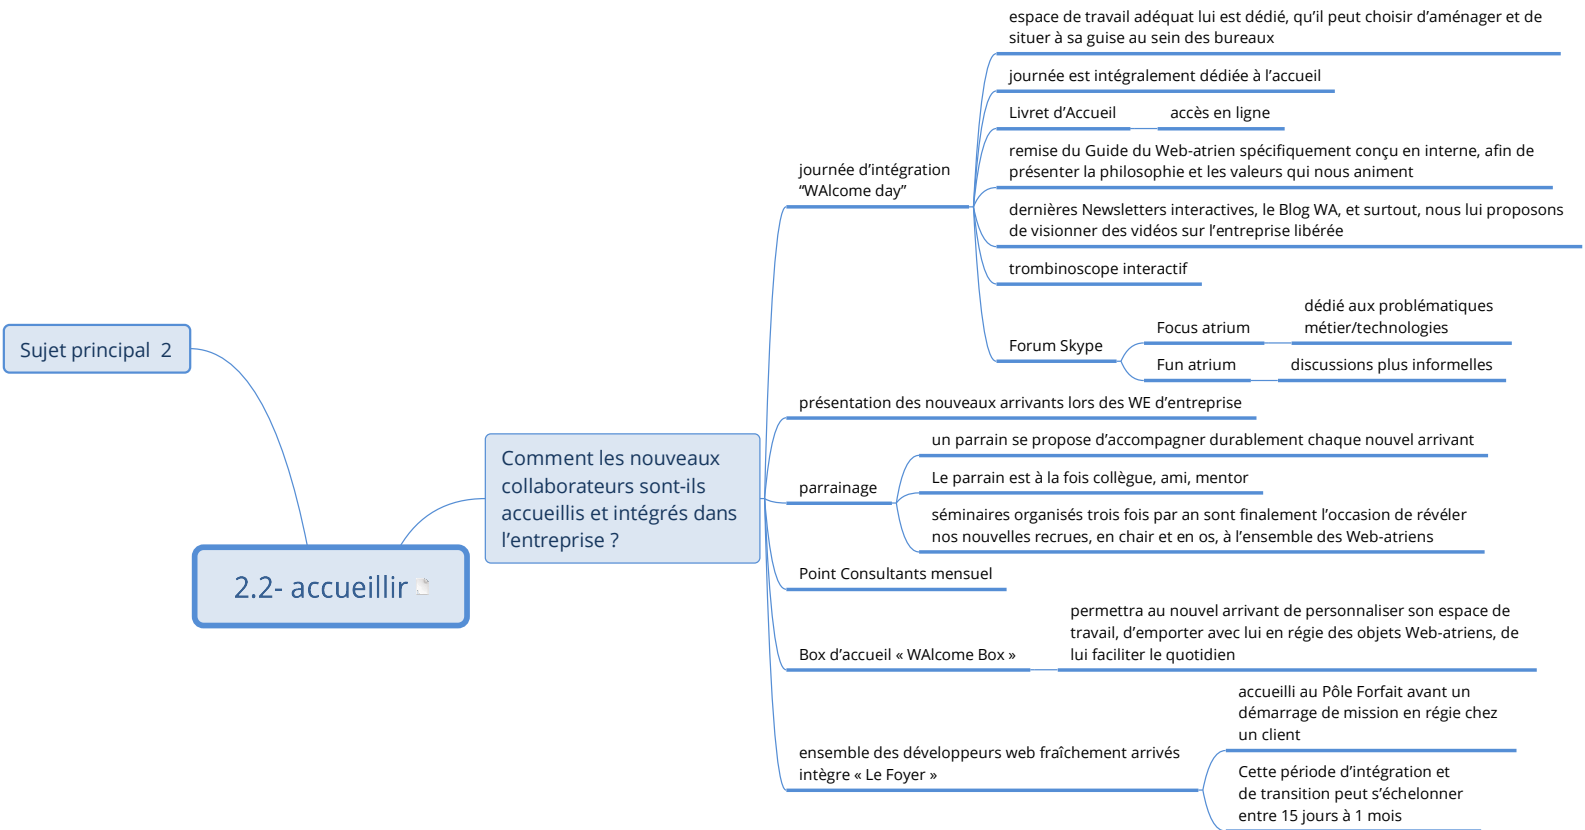 espace de travail adéquat lui est dédié, qu’il peut choisir d’aménager et de
situer à sa guise au sein des bureaux
journée est intégralement dédiée à l’accueil
Livret d’Accueil
accès en ligne
journée d’intégration
“WAlcome day”
remise du Guide du Web-atrien spécifiquement conçu en interne, afin de
présenter la philosophie et les valeurs qui nous animent
dernières Newsletters interactives, le Blog WA, et surtout, nous lui proposons
de visionner des vidéos sur l’entreprise libérée
trombinoscope interactif
Forum Skype
Focus atrium
dédié aux problématiques
métier/technologies
Fun atrium
discussions plus informelles
Sujet principal 2
présentation des nouveaux arrivants lors des WE d’entreprise
Comment les nouveaux
collaborateurs sont-ils
accueillis et intégrés dans
l’entreprise ?
parrainage
un parrain se propose d’accompagner durablement chaque nouvel arrivant
Le parrain est à la fois collègue, ami, mentor
séminaires organisés trois fois par an sont finalement l’occasion de révéler
nos nouvelles recrues, en chair et en os, à l’ensemble des Web-atriens
2.2- accueillir
Point Consultants mensuel
Box d’accueil « WAlcome Box »
permettra au nouvel arrivant de personnaliser son espace de
travail, d’emporter avec lui en régie des objets Web-atriens, de
lui faciliter le quotidien
ensemble des développeurs web fraîchement arrivés
intègre « Le Foyer »
accueilli au Pôle Forfait avant un
démarrage de mission en régie chez
un client
Cette période d’intégration et
de transition peut s’échelonner
entre 15 jours à 1 mois